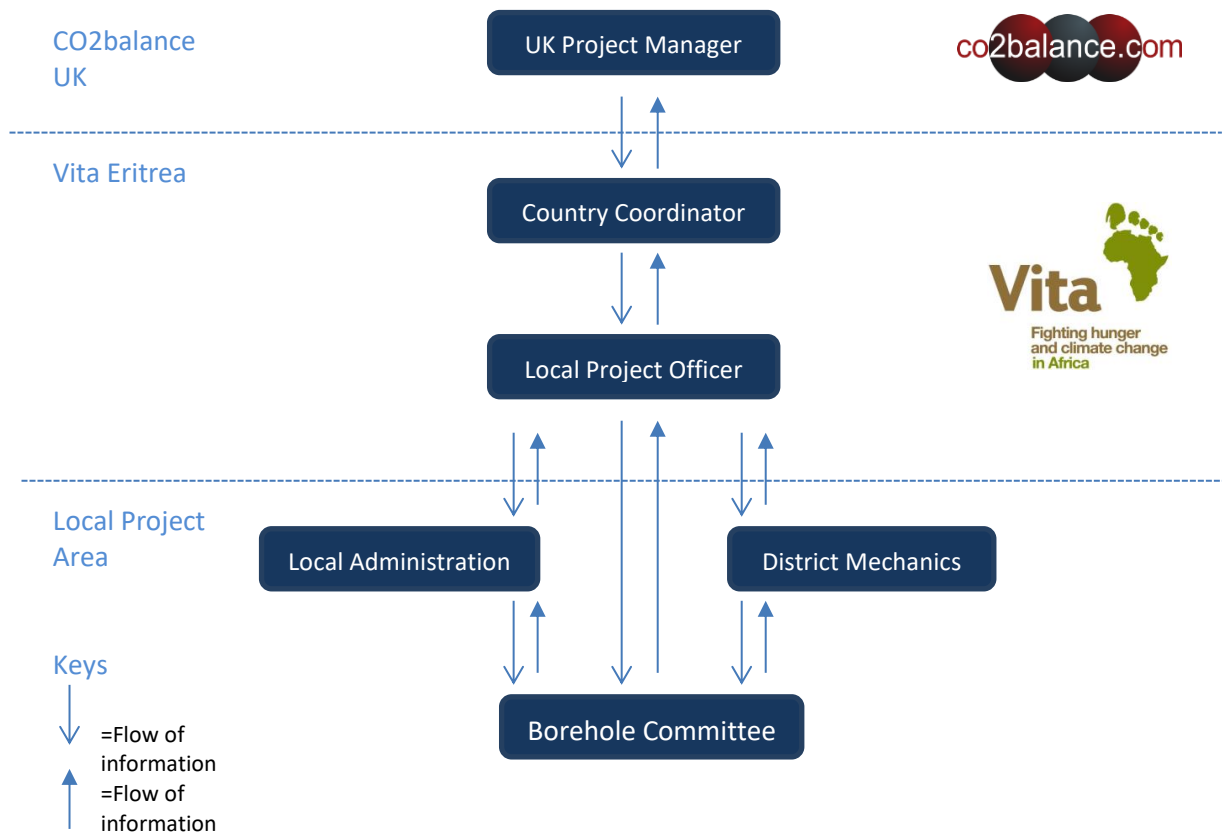 CO2balance
UK
UK Project Manager
co2balance.com
Vita Eritrea
Country Coordinator
Vita
Fighting hunger
and climate change
in Africa
Local Project Officer
Local Project
Area
Local Administration
District Mechanics
Keys
Borehole Committee
=Flow of
information
=Flow of
information